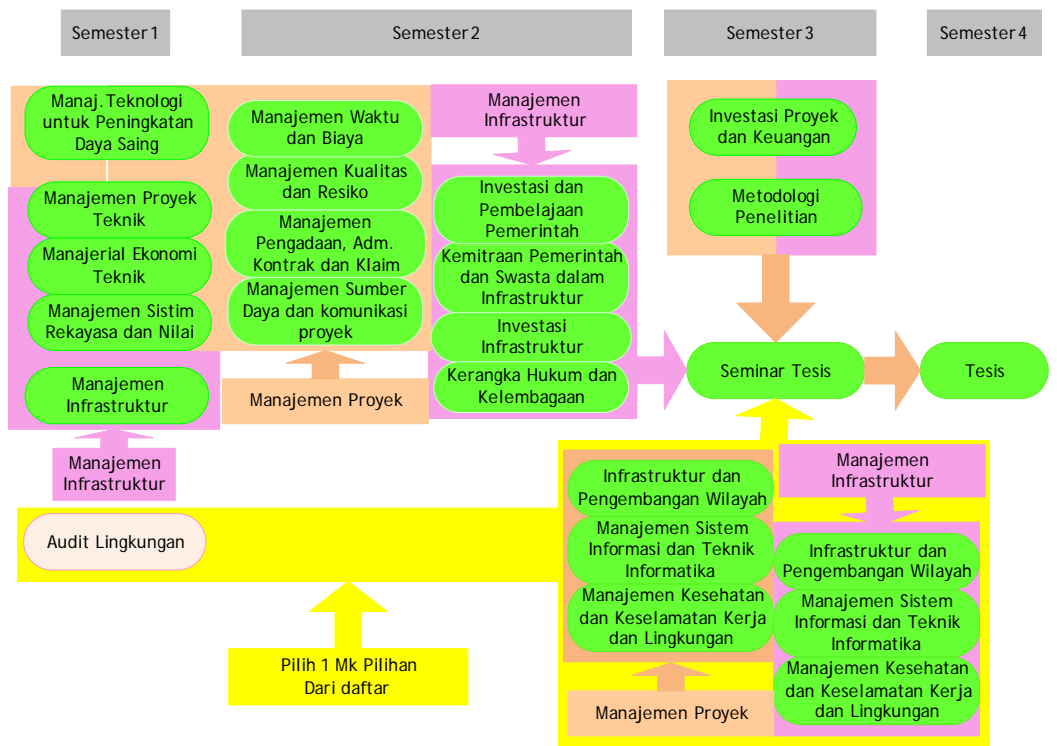 Semester 1
Semester 2
Semester 3
Semester 4
Manaj. Teknologi
untuk Peningkatan
Daya Saing
Manajemen Proyek
Teknik
Manajerial Ekonomi
Teknik
Manajemen Sistim
Rekayasa dan Nilai
Manajemen
Infrastruktur
Manajemen
Infrastruktur
Manajemen Waktu
dan Biaya
Manajemen Kualitas
dan Resiko
Manajemen
Pengadaan, Adm.
Kontrak dan Klaim
Manajemen Sumber
Daya dan komunikasi
proyek
Manajemen Proyek
Manajemen
Infrastruktur
Investasi dan
Pembelajaan
Pemerintah
Kemitraan Pemerintah
dan Swasta dalam
Infrastruktur
Investasi
Infrastruktur
Kerangka Hukum dan
Kelembagaan
Investasi Proyek
dan Keuangan
Metodologi
Penelitian
Seminar Tesis
Tesis
Audit Lingkungan
Pilih 1 Mk Pilihan
Dari daftar
Infrastruktur dan
Pengembangan Wilayah
Manajemen Sistem
Informasi dan Teknik
Informatika
Manajemen Kesehatan
dan Keselamatan Kerja
dan Lingkungan
Manajemen Proyek
Manajemen
Infrastruktur
Infrastruktur dan
Pengembangan Wilayah
Manajemen Sistem
Informasi dan Teknik
Informatika
Manajemen Kesehatan
dan Keselamatan Kerja
dan Lingkungan